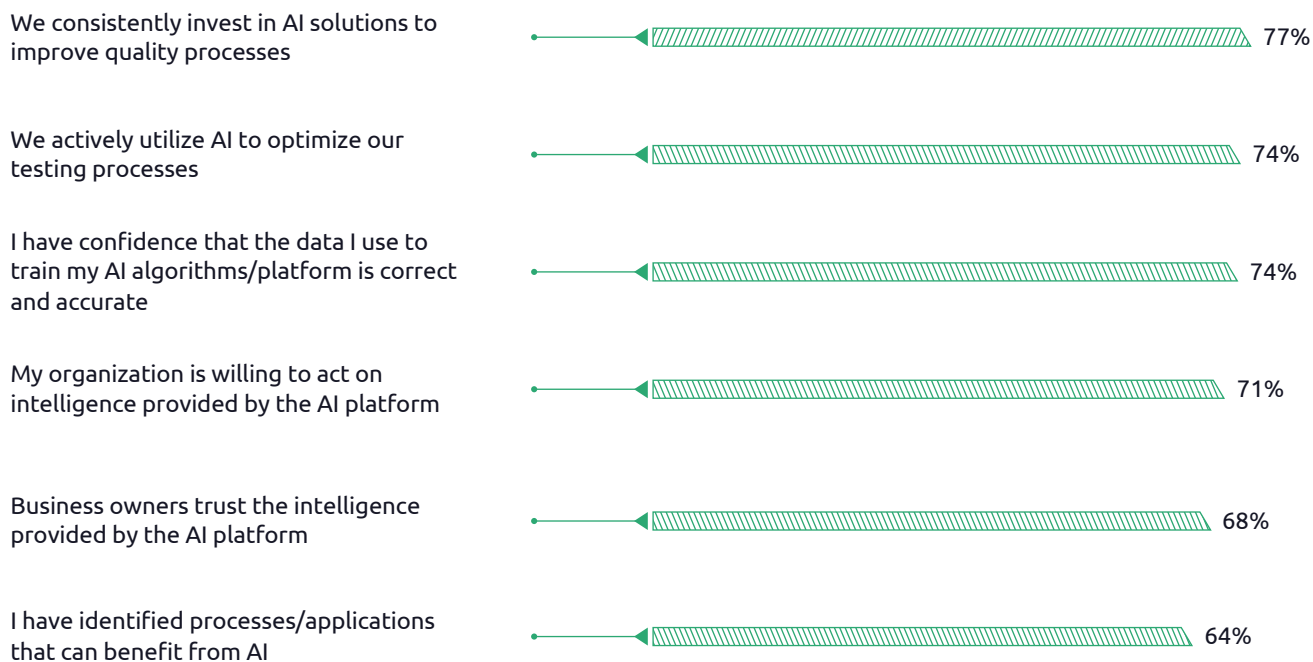 We consistently invest in AI solutions to
improve quality processes
77%
We actively utilize AI to optimize our
testing processes
74%
I have confidence that the data I use to
train my AI algorithms/platform is correct
and accurate
74%
My organization is willing to act on
intelligence provided by the AI platform
71%
Business owners trust the intelligence
provided by the AI platform
68%
I have identified processes/applications
that can benefit from AI
64%